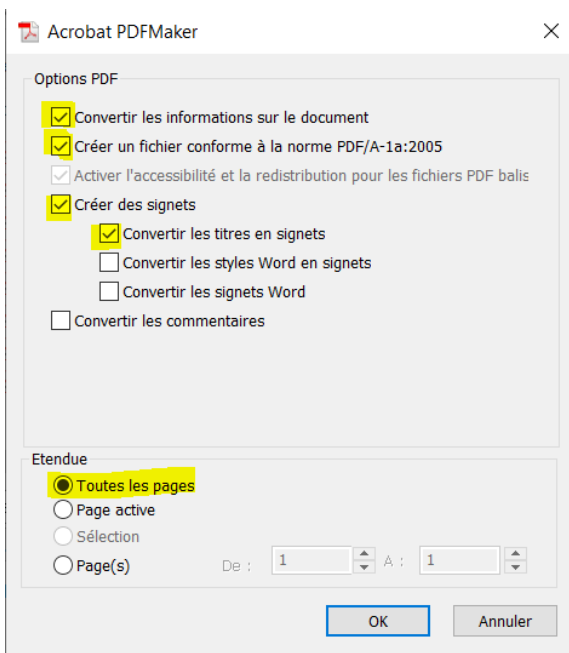 Acrobat PDFMaker
Options PDF
Convertir les informations sur le document
Créer un fichier conforme à la norme PDF/A-1a:2005
Activer l'accessibilité et la redistribution pour les fichiers PDF balis
Créer des signets
Convertir les titres en signets
Convertir les styles Word en signets
Convertir les signets Word
Convertir les commentaires
Etendue
Toutes les pages
Page active
Sélection
Page(s) De : 1 A : 1
OK Annuler